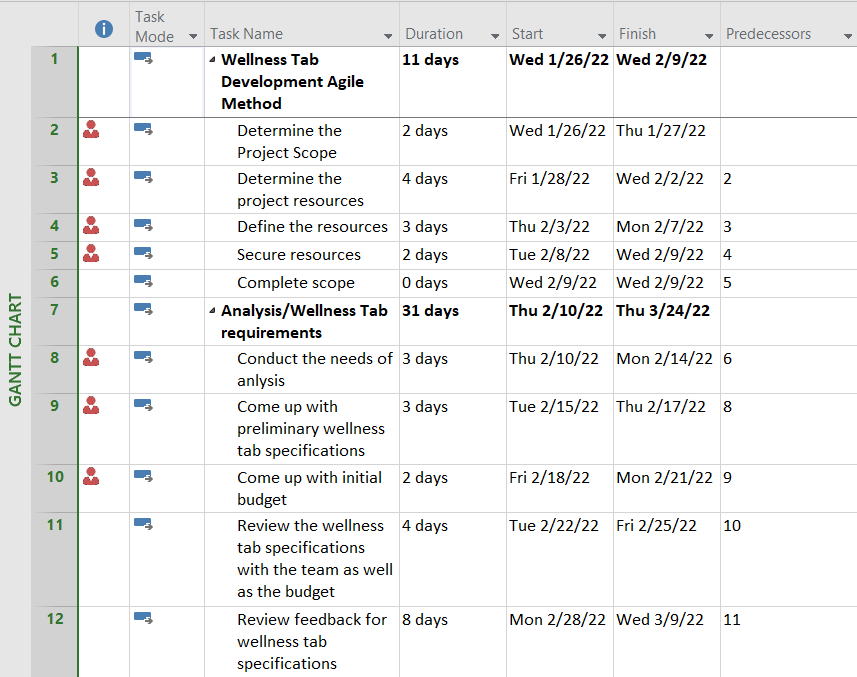 Task Mode Task Name Duration Start Finish Predecessors
1 Wellness Tab Development Agile Method 11 days Wed 1/26/22 Wed 2/9/22
2 Determine the Project Scope 2 days Wed 1/26/22 Thu 1/27/22
3 Determine the project resources 4 days Fri 1/28/22 Wed 2/2/22 2
4 Define the resources 3 days Thu 2/3/22 Mon 2/7/22 3
5 Secure resources 2 days Tue 2/8/22 Wed 2/9/22 4
6 Complete scope 0 days Wed 2/9/22 Wed 2/9/22 5
7 Analysis/Wellness Tab requirements 31 days Thu 2/10/22 Thu 3/24/22
8 Conduct the needs of anlysis 3 days Thu 2/10/22 Mon 2/14/22 6
9 Come up with preliminary wellness tab specifications 3 days Tue 2/15/22 Thu 2/17/22 8
10 Come up with initial budget 2 days Fri 2/18/22 Mon 2/21/22 9
11 Review the wellness tab specifications with the team as well as the budget 4 days Tue 2/22/22 Fri 2/25/22 10
12 Review feedback for wellness tab specifications 8 days Mon 2/28/22 Wed 3/9/22 11
GANTT CHART